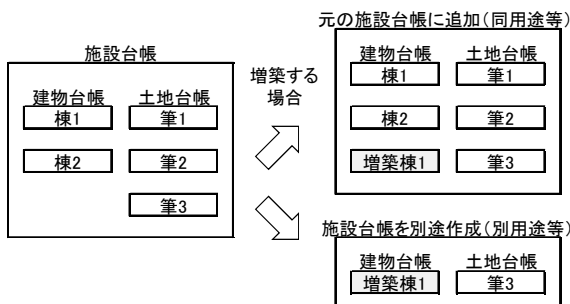 施設台帳
建物台帳 土地台帳
棟1 筆1
棟2 筆2
筆3
増築する
場合
元の施設台帳に追加(同用途等)
建物台帳 土地台帳
棟1 筆1
棟2 筆2
増築棟1 筆3
施設台帳を別途作成(別用途等)
建物台帳 土地台帳
増築棟1 筆3